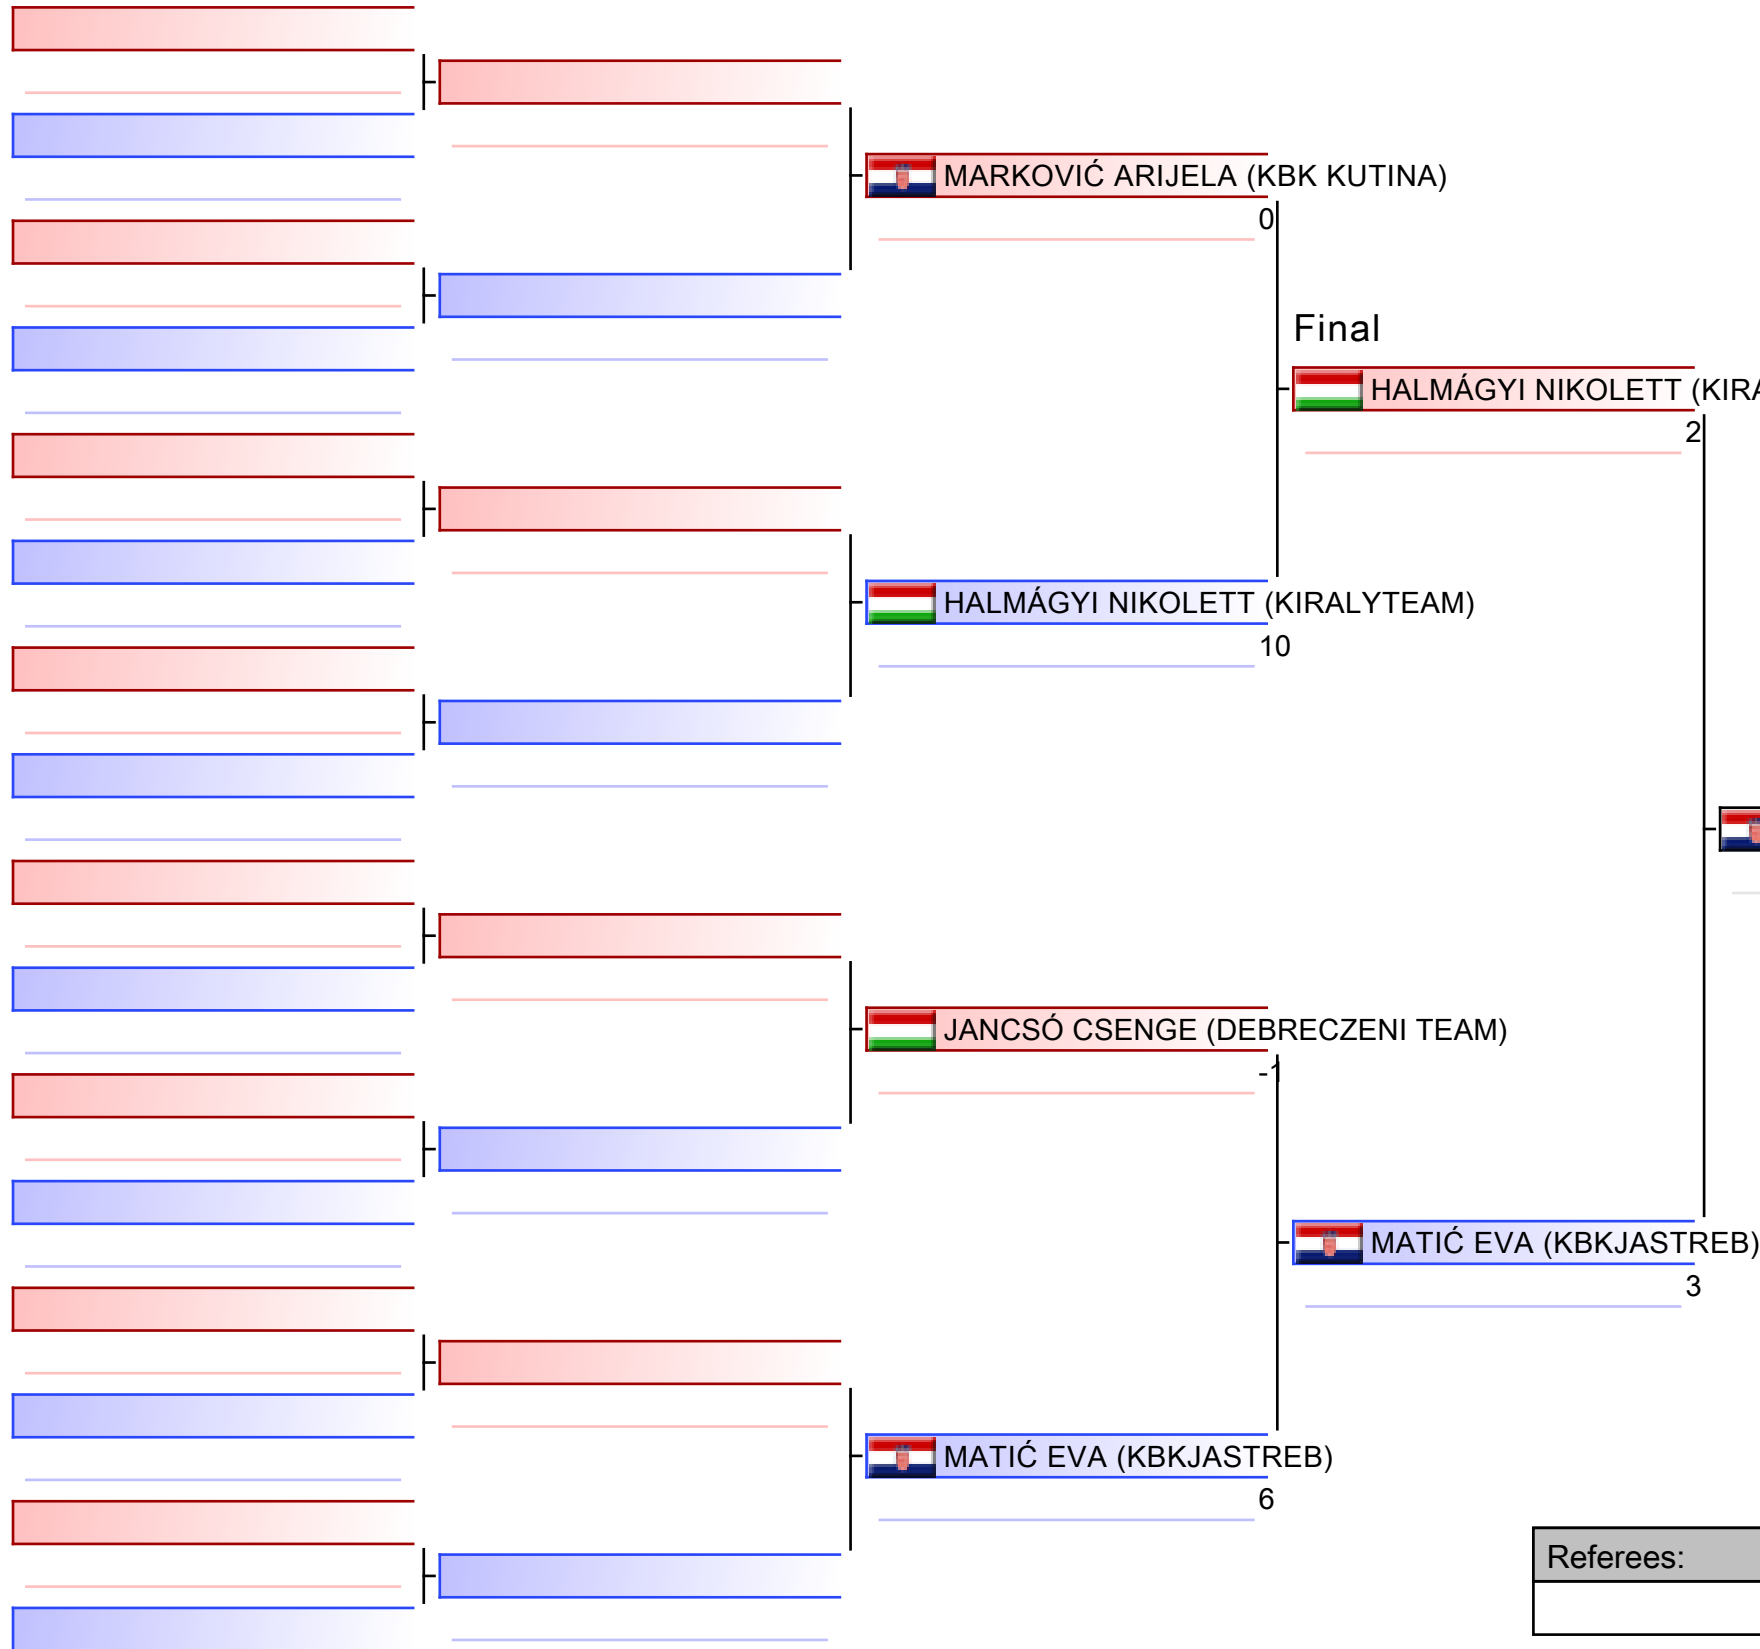 MARKOVIĆ ARIJELA (KBK KUTINA)
0
Final
HALMÁGYI NIKOLETT (KIRA
2
HALMÁGYI NIKOLETT (KIRALYTEAM)
10
JANCSÓ CSENGE (DEBRECZENI TEAM)
-1
MATIĆ EVA (KBKJASTREB)
3
MATIĆ EVA (KBKJASTREB)
6
Referees: